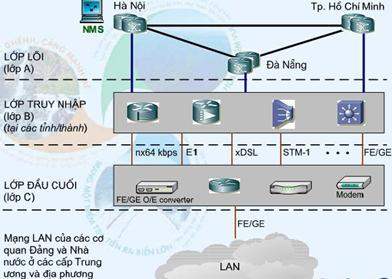 Hà Nội
Tp. Hồ Chí Minh
NMS
LỚP LÕI
(lớp A)
Đà Nẵng
LỚP TRUY NHẬP
(lớp B)
(tại các tỉnh/thành)
nx64 kbps E1 xDSL STM-1 • • • • FE/GE
LỚP ĐẦU CUỐI
(lớp C)
FE/GE O/E converter
Modem
FE/GE
Mạng LAN của các cơ
quan Đảng và Nhà
nước ở các cấp Trung
ương và địa phương
LAN